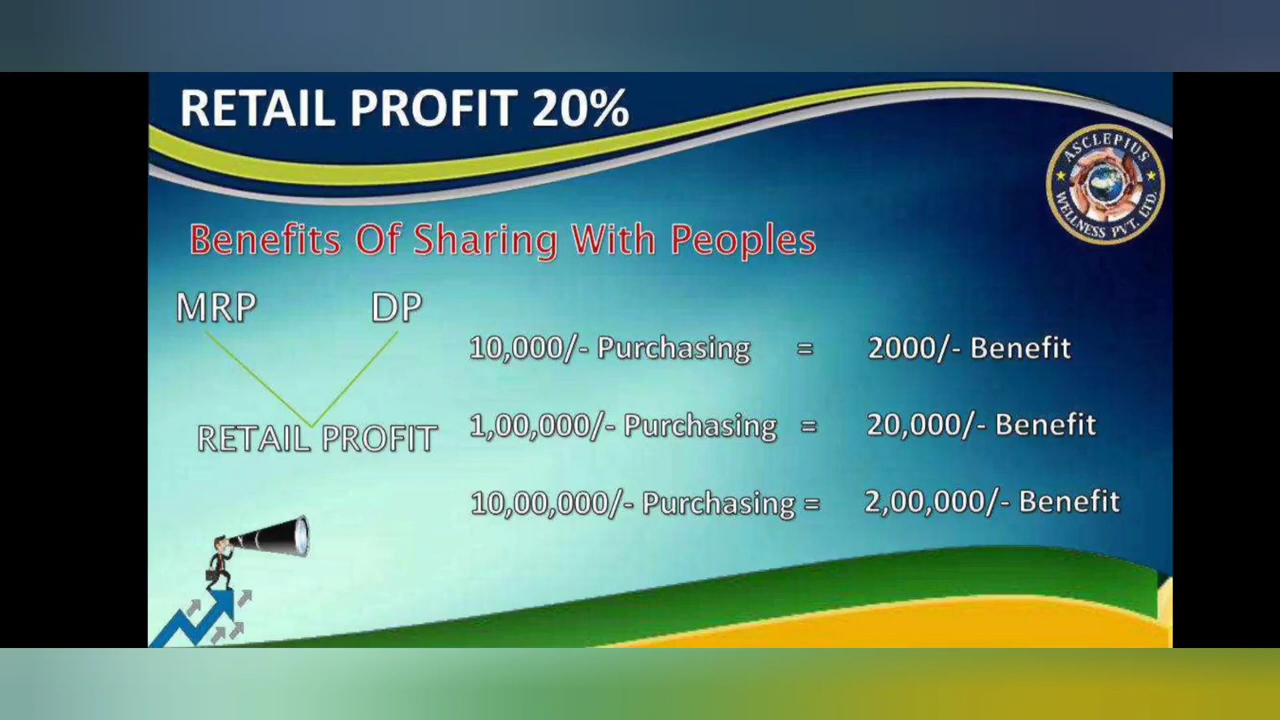 RETAIL PROFIT 20%
ASCLEPIUS
WELLNESS PVT. LTD.
Benefits Of Sharing With Peoples
MRP DP
RETAIL PROFIT
10,000/- Purchasing = 2000/- Benefit
1,00,000/- Purchasing = 20,000/- Benefit
10,00,000/- Purchasing = 2,00,000/- Benefit